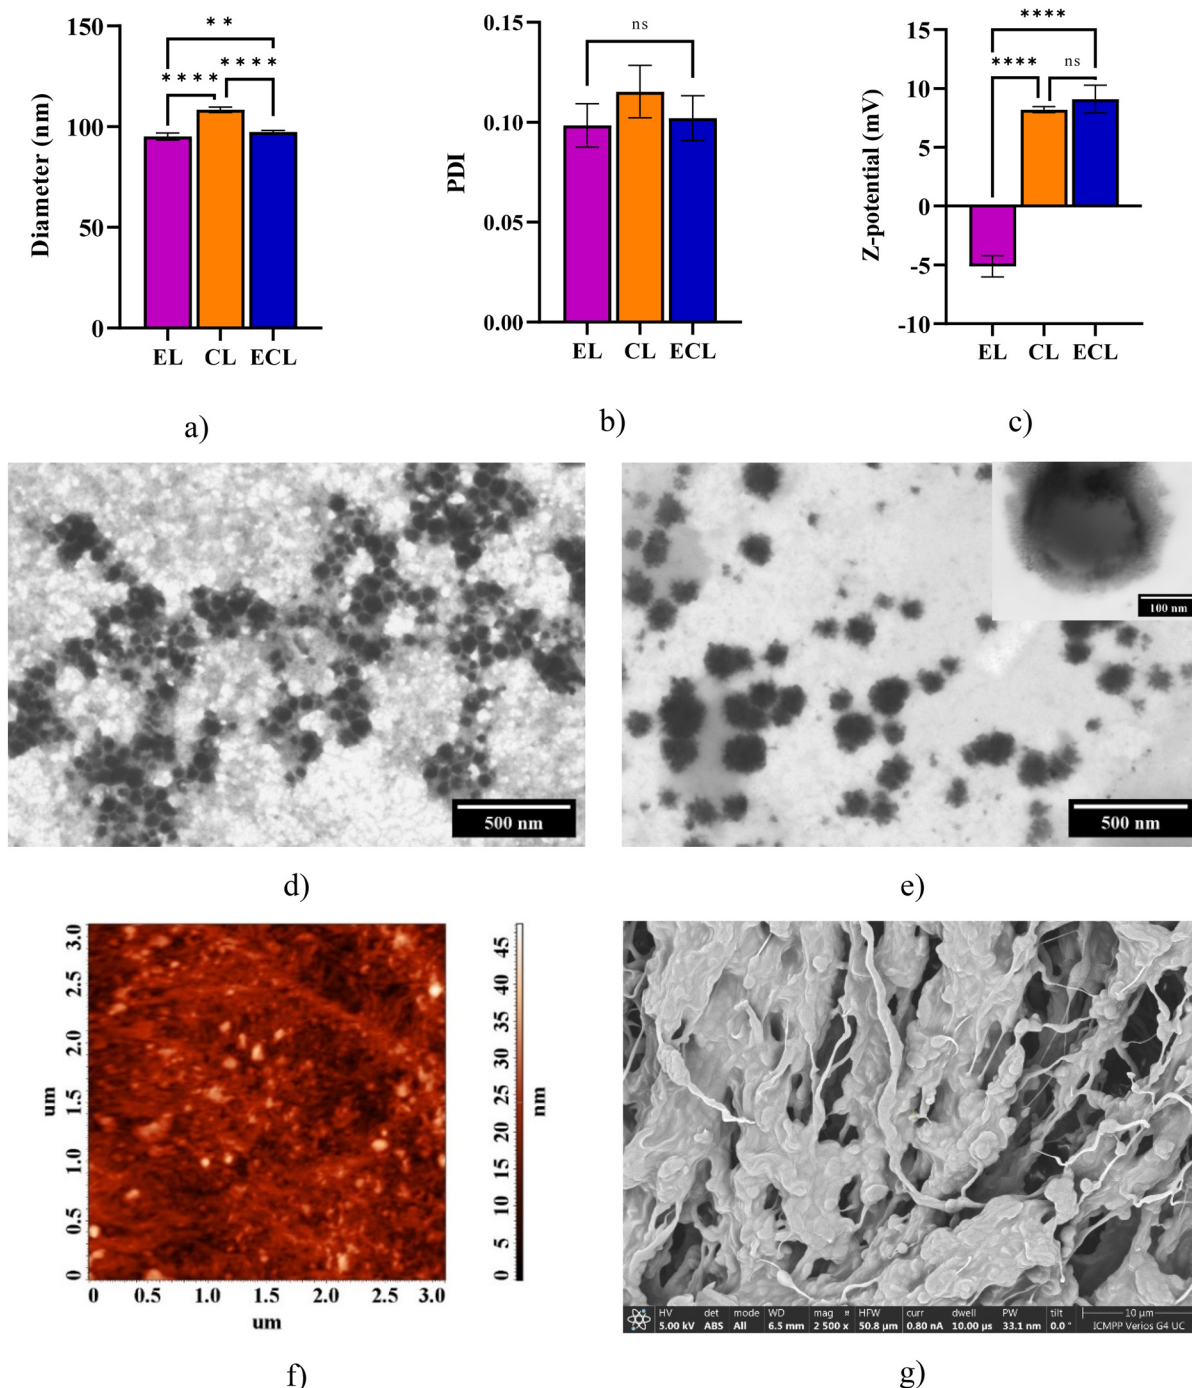 150
100
50
0
Diameter (nm)
* *
* * * *
* * * *
EL CL ECL
a)
0.15
0.10
0.05
0.00
PDI
ns
EL CL ECL
b)
15
10
5
0
-5
-10
Z-potential (mV)
****
****
ns
EL CL ECL
c)
500 nm
d)
100 nm
500 nm
e)
3.0
2.5
2.0
1.5
1.0
0.5
0
um
0 0.5 1.0 1.5 2.0 2.5 3.0
um
45
40
35
30
25
20
15
10
5
0
nm
f)
HV det mode WD mag HFW curr dwell PW tilt 10 µm
5.00 kV ABS All 6.5 mm 2 500 x 50.8 µm 0.80 nA 10.00 µs 33.1 nm 0.0 ° ICMPP Verios G4 UC
g)